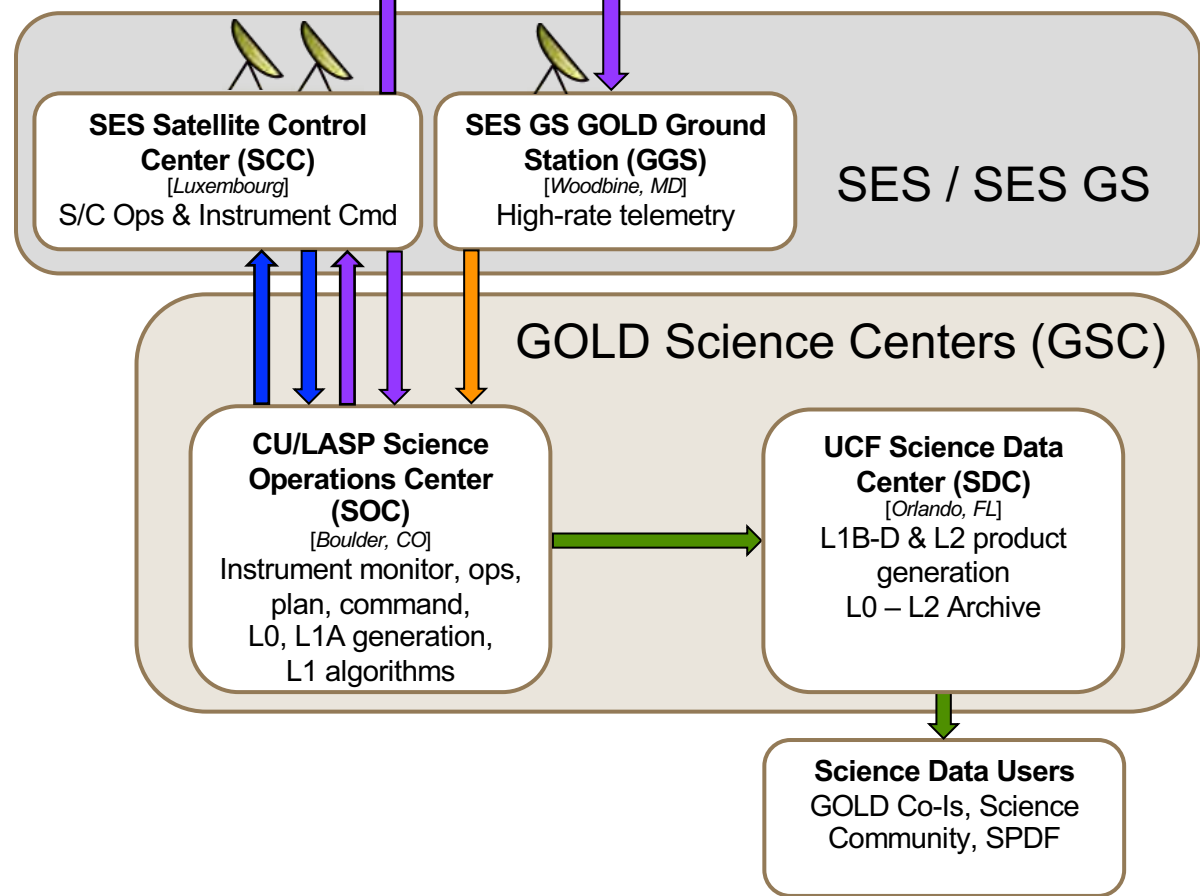 SES Satellite Control
Center (SCC)
[Luxembourg]
S/C Ops & Instrument Cmd
SES GS GOLD Ground
Station (GGS)
[Woodbine, MD]
High-rate telemetry
SES / SES GS
GOLD Science Centers (GSC)
CU/LASP Science
Operations Center
(SOC)
[Boulder, CO]
Instrument monitor, ops,
plan, command,
L0, L1A generation,
L1 algorithms
UCF Science Data
Center (SDC)
[Orlando, FL]
L1B-D & L2 product
generation
L0 – L2 Archive
Science Data Users
GOLD Co-Is, Science
Community, SPDF